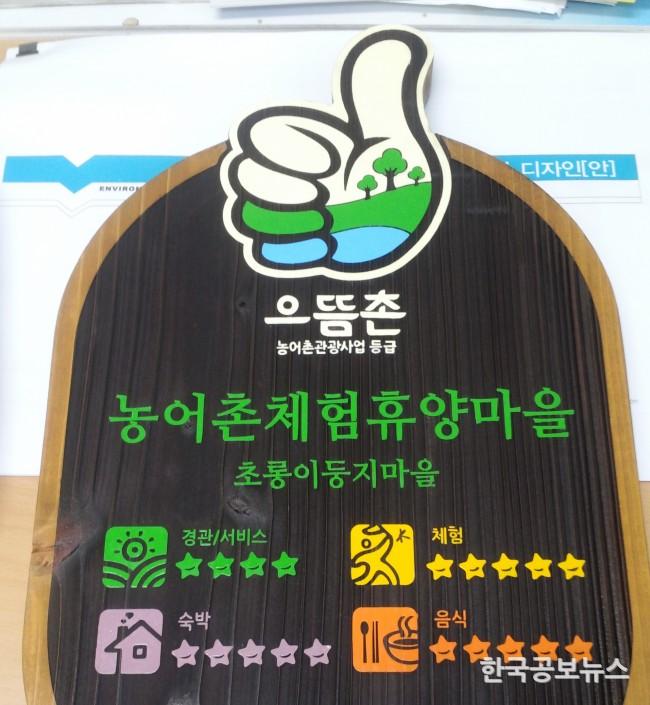 디자인[안]
ENVIRON
으뜸촌
농어촌관광사업 등급
농어촌체험휴양마을
초롱이둥지마을
경관/서비스
체험
숙박
음식
한국공보뉴스